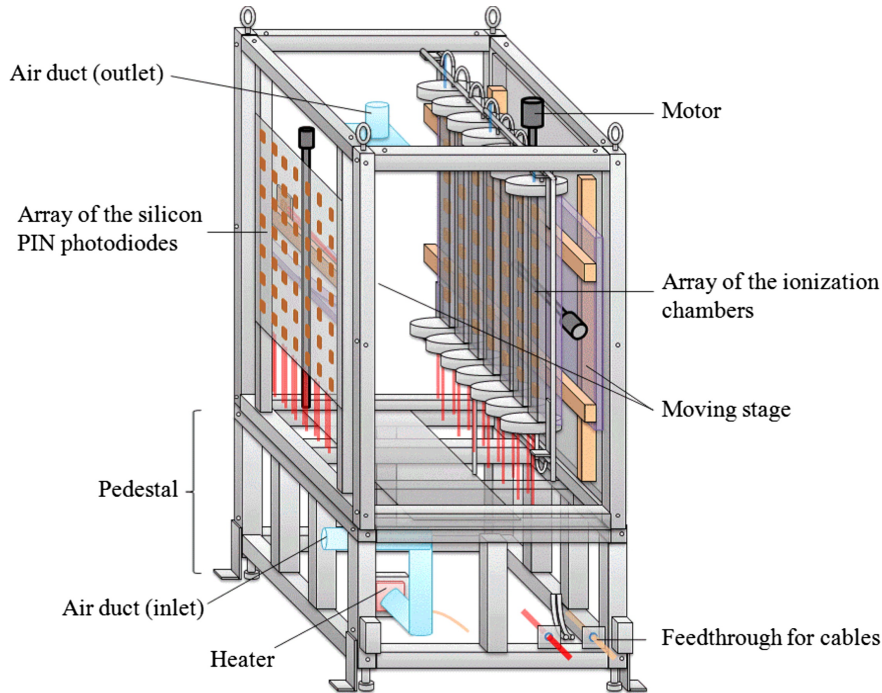 Air duct (outlet)
Motor
Array of the silicon
PIN photodiodes
Array of the ionization
chambers
Moving stage
Pedestal
Air duct (inlet)
Feedthrough for cables
Heater